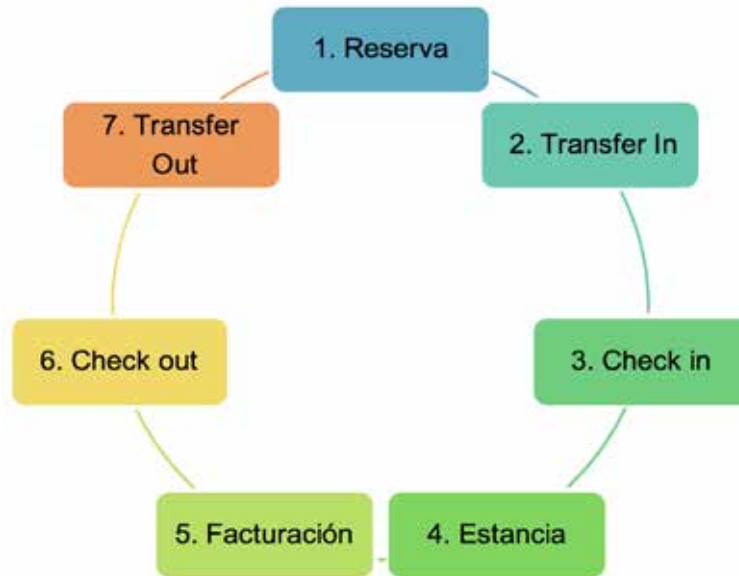 1. Reserva
2. Transfer In
3. Check in
4. Estancia
5. Facturación
6. Check out
7. Transfer
Out